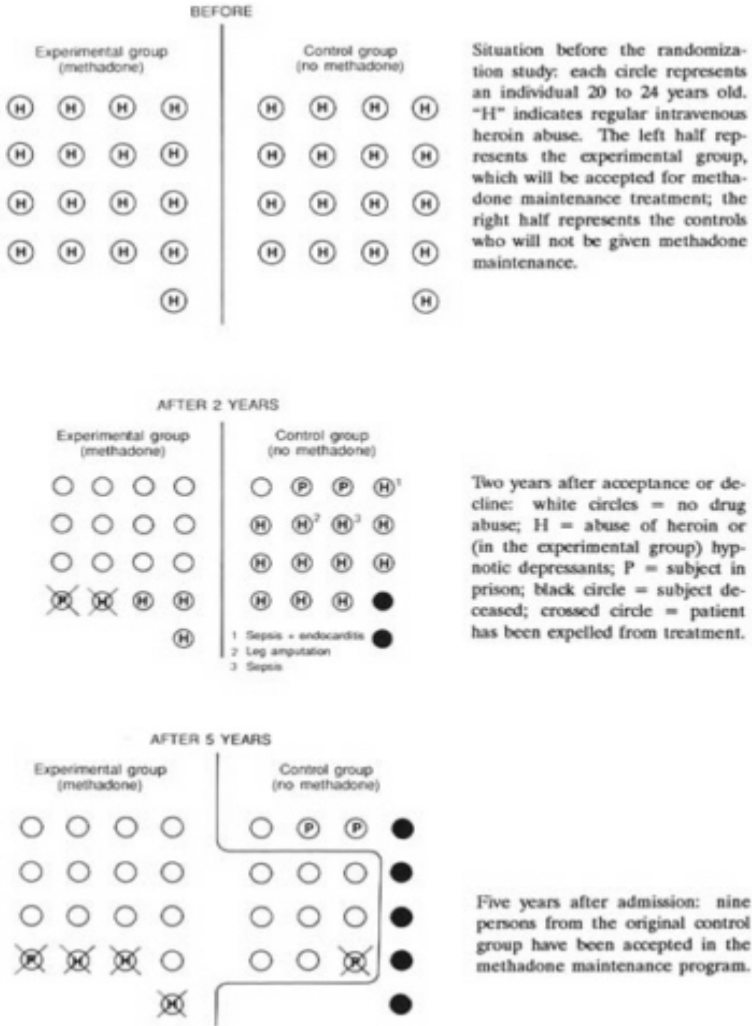 BEFORE
Experimental group
(methadone)
Control group
(no methadone)
H H H H
H H H H
H H H H
H H H H
H
H H H H
H H H H
H H H H
H H H H
H
Situation before the randomiza-
tion study: each circle represents
an individual 20 to 24 years old.
"H" indicates regular intravenous
heroin abuse. The left half rep-
resents the experimental group,
which will be accepted for metha-
done maintenance treatment; the
right half represents the controls
who will not be given methadone
maintenance.
AFTER 2 YEARS
Experimental group
(methadone)
Control group
(no methadone)
H H H
H
P P H1
H H2 H3 H
H H H H
H H H
1 Sepsis + endocarditis
2 Leg amputation
3 Sepsis
Two years after acceptance or de-
cline: white circles = no drug
abuse; H = abuse of heroin or
(in the experimental group) hyp-
notic depressants; P = subject in
prison; black circle = subject de-
ceased; crossed circle = patient
has been expelled from treatment.
AFTER 5 YEARS
Experimental group
(methadone)
Control group
(no methadone)
H H
H
P P
Five years after admission: nine
persons from the original control
group have been accepted in the
methadone maintenance program.